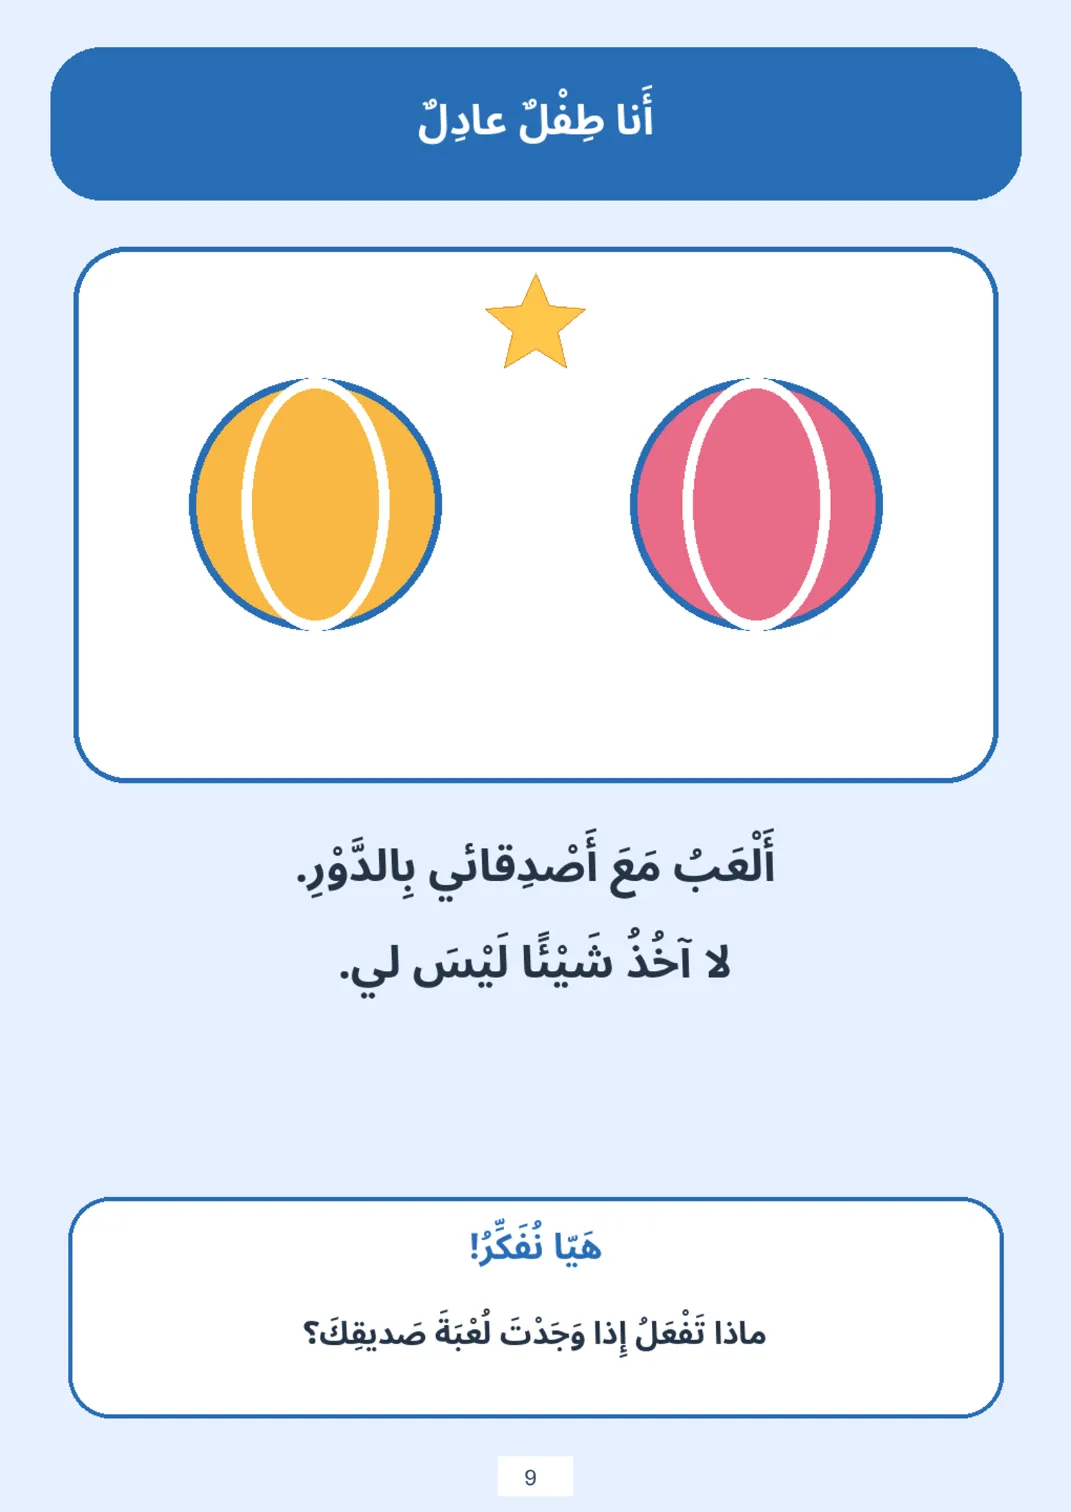 أَنا طِفْلٌ عادِلٌ
أَلْعَبُ مَعَ أَصْدِقائي بِالدَّوْرِ.
لا آخُذُ شَيْئًا لَيْسَ لي.
هَيّا نُفَكِّرُ!
ماذا تَفْعَلُ إِذا وَجَدْتَ لُعْبَةَ صَديقِكَ؟
9